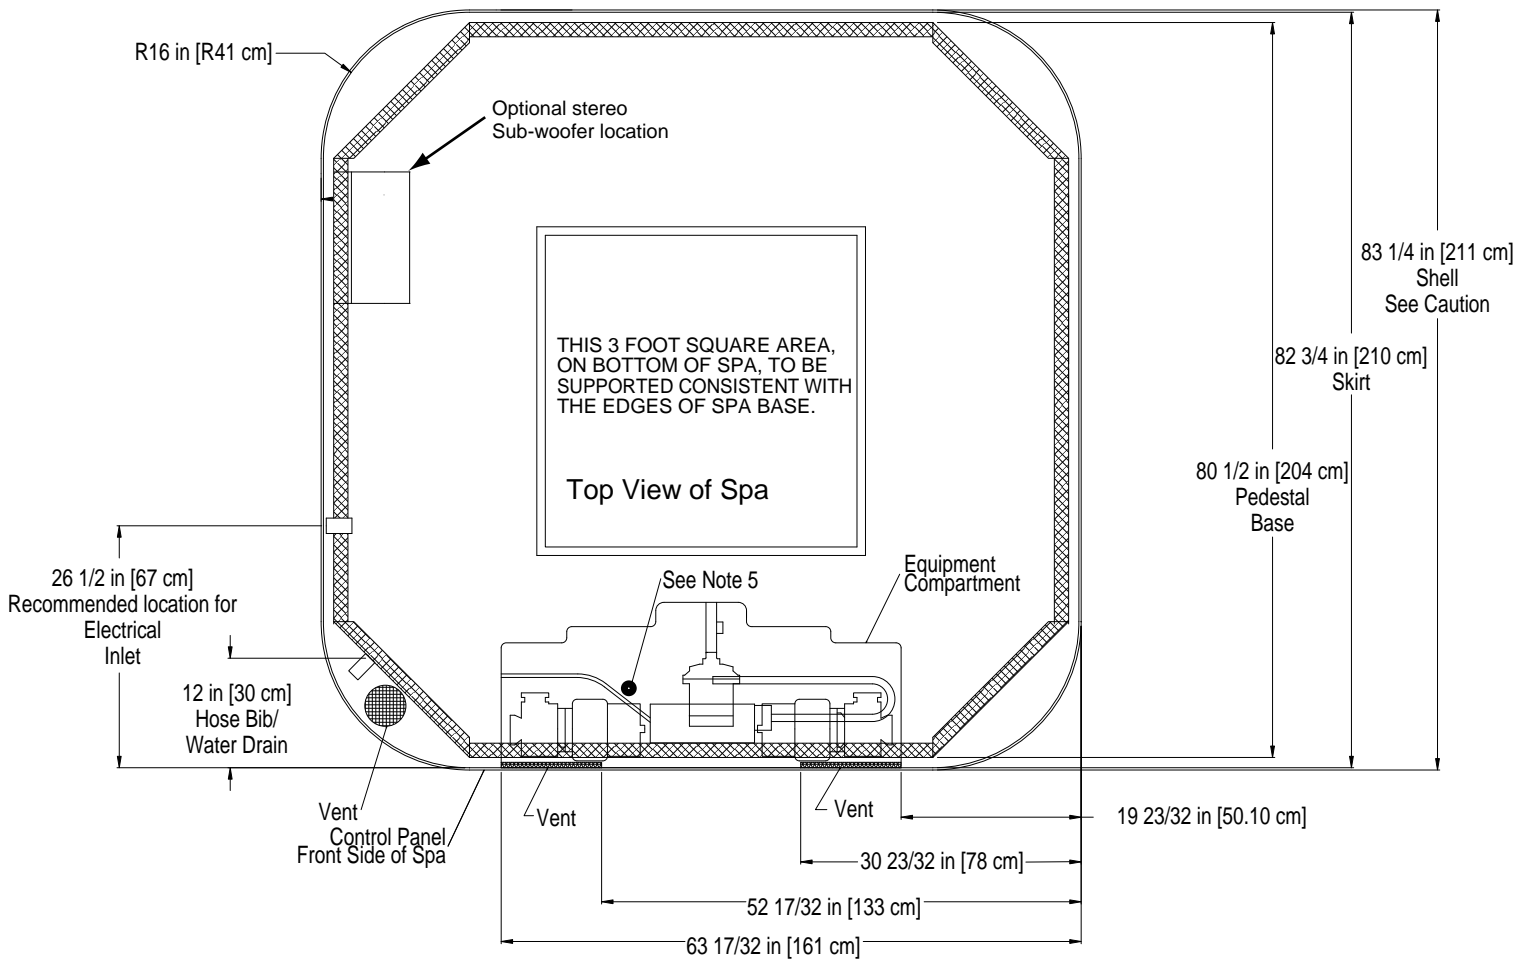 R16 in [R41 cm]
Optional stereo
Sub-woofer location
83 1/4 in [211 cm]
Shell
See Caution
THIS 3 FOOT SQUARE AREA,
ON BOTTOM OF SPA, TO BE
SUPPORTED CONSISTENT WITH
THE EDGES OF SPA BASE.
82 3/4 in [210 cm]
Skirt
Top View of Spa
80 1/2 in [204 cm]
Pedestal
Base
26 1/2 in [67 cm]
Recommended location for
Electrical
Inlet
See Note 5
Equipment
Compartment
12 in [30 cm]
Hose Bib/
Water Drain
Vent
Control Panel
Front Side of Spa
Vent
Vent
19 23/32 in [50.10 cm]
30 23/32 in [78 cm]
52 17/32 in [133 cm]
63 17/32 in [161 cm]